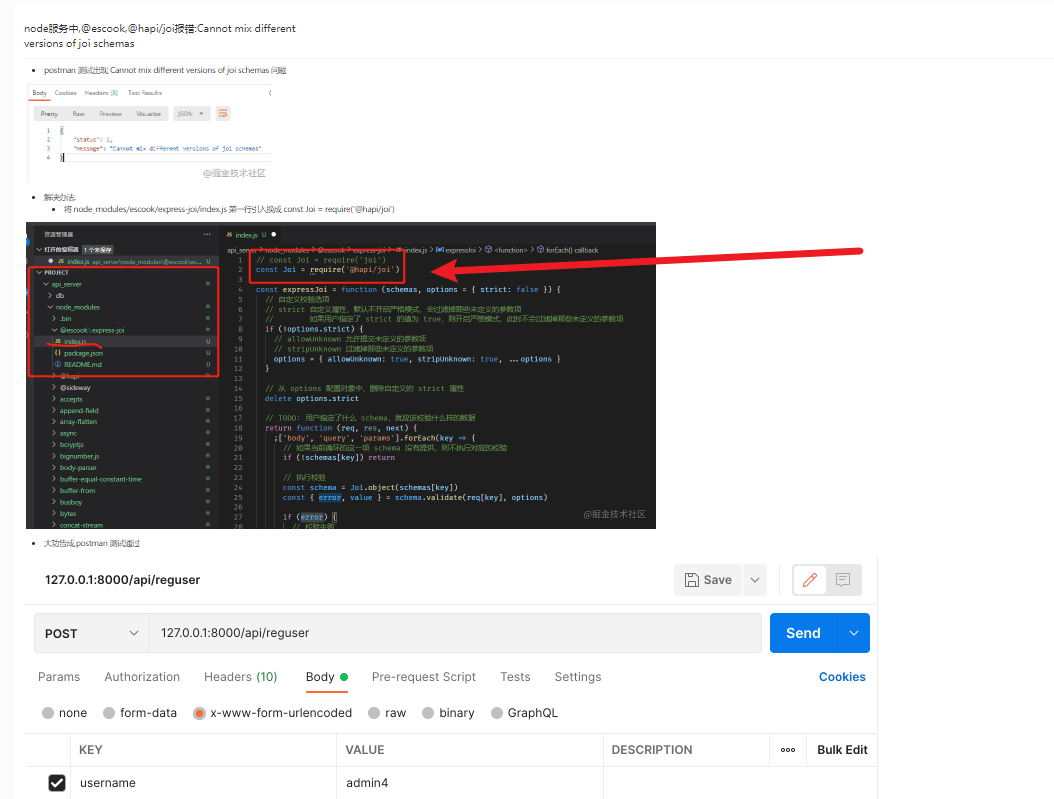 node服务中,@escook,@hapi/joi报错:Cannot mix different
versions of joi schemas
postman 测试出现 Cannot mix different versions of joi schemas 问题
Body Cookies Headers (8) Test Results
Pretty Raw Preview Visualize JSON
1 {
2 "status": 1,
3 "message": "Cannot mix different versions of joi schemas"
4 }
@掘金技术社区
解决办法:
将 node_modules/escook/express-joi/index.js 第一行引入换成 const Joi = require('@hapi/joi')
资源管理器
打开的编辑器 1 个未保存
index.js api_server\node_modules\@escook\ex... U
PROJECT
api_server
db
node_modules
.bin
@escook \ express-joi
JS index.js U
{} package.json U
README.md U
@hapi
@sideway
accepts
append-field
array-flatten
async
bcryptjs
bignumber.js
body-parser
buffer-equal-constant-time
buffer-from
busboy
bytes
concat-stream
JS index.js U
api_server > node_modules > @escook > express-joi > JS index.js > expressJoi > <function> > forEach() callback
1 // const Joi = require('joi')
2 const Joi = require('@hapi/joi')
3
4 const expressJoi = function (schemas, options = { strict: false }) {
5 // 自定义校验选项
6 // strict 自定义属性，默认不开启严格模式，会过滤掉那些未定义的参数项
7 // 如果用户指定了 strict 的值为 true，则开启严格模式，此时不会过滤掉那些未定义的参数项
8 if (!options.strict) {
9 // allowUnknown 允许提交未定义的参数项
10 // stripUnknown 过滤掉那些未定义的参数项
11 options = { allowUnknown: true, stripUnknown: true, ...options }
12 }
13
14 // 从 options 配置对象中，删除自定义的 strict 属性
15 delete options.strict
16
17 // TODO: 用户指定了什么 schema，就应该校验什么样的数据
18 return function (req, res, next) {
19 ;['body', 'query', 'params'].forEach(key => {
20 // 如果当前循环的这一项 schema 没有提供，则不执行对应的校验
21 if (!schemas[key]) return
22
23 // 执行校验
24 const schema = Joi.object(schemas[key])
25 const { error, value } = schema.validate(req[key], options)
26
27 if (error) {
28 // 校验失败
@掘金技术社区
大功告成,postman 测试通过
127.0.0.1:8000/api/reguser
Save
POST 127.0.0.1:8000/api/reguser
Send
Params Authorization Headers (10) Body Pre-request Script Tests Settings Cookies
none form-data x-www-form-urlencoded raw binary GraphQL
KEY VALUE DESCRIPTION ooo Bulk Edit
username admin4